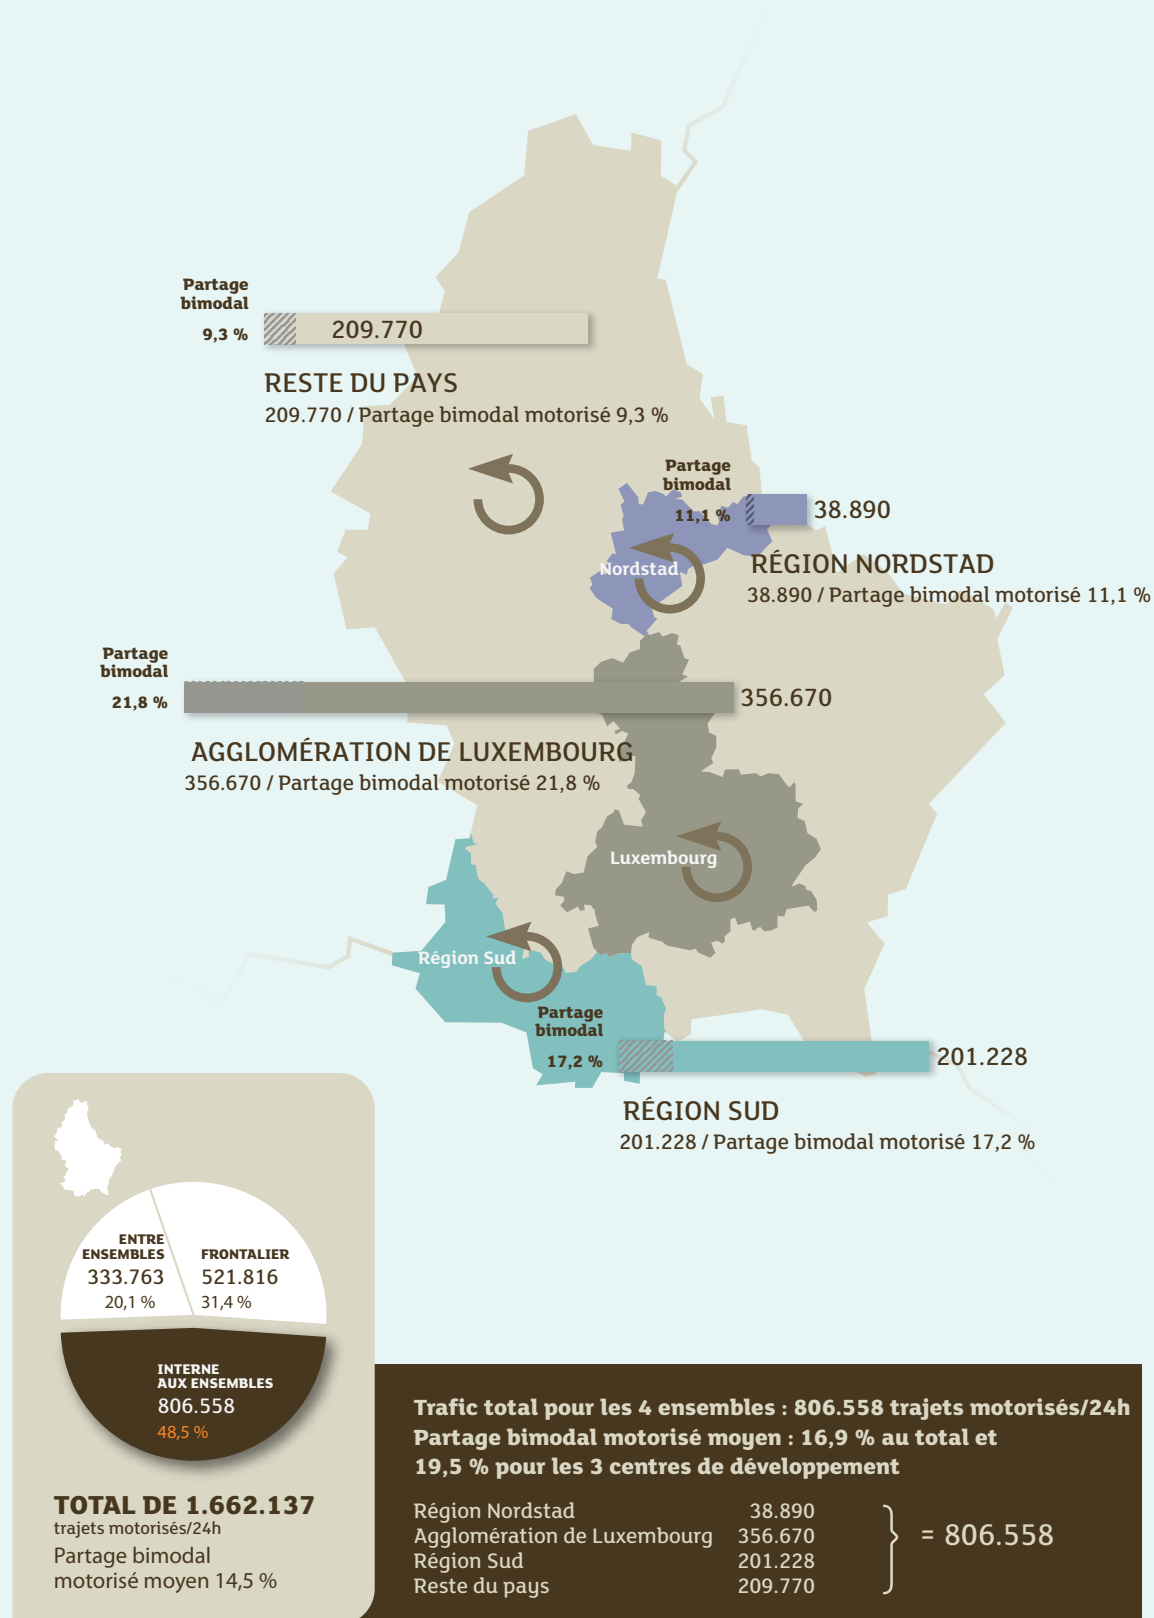 Partage
bimodal
9,3 %
209.770
RESTE DU PAYS
209.770 / Partage bimodal motorisé 9,3 %
Partage
bimodal
11,1 %
38.890
RÉGION NORDSTAD
38.890 / Partage bimodal motorisé 11,1 %
Nordstad
Partage
bimodal
21,8 %
356.670
AGGLOMÉRATION DE LUXEMBOURG
356.670 / Partage bimodal motorisé 21,8 %
Luxembourg
Région Sud
Partage
bimodal
17,2 %
201.228
RÉGION SUD
201.228 / Partage bimodal motorisé 17,2 %
ENTRE
ENSEMBLES
333.763
20,1 %
FRONTALIER
521.816
31,4 %
INTERNE
AUX ENSEMBLES
806.558
48,5 %
TOTAL DE 1.662.137
trajets motorisés/24h
Partage bimodal
motorisé moyen 14,5 %
Trafic total pour les 4 ensembles : 806.558 trajets motorisés/24h
Partage bimodal motorisé moyen : 16,9 % au total et
19,5 % pour les 3 centres de développement
Région Nordstad 38.890
Agglomération de Luxembourg 356.670
Région Sud 201.228
Reste du pays 209.770
= 806.558